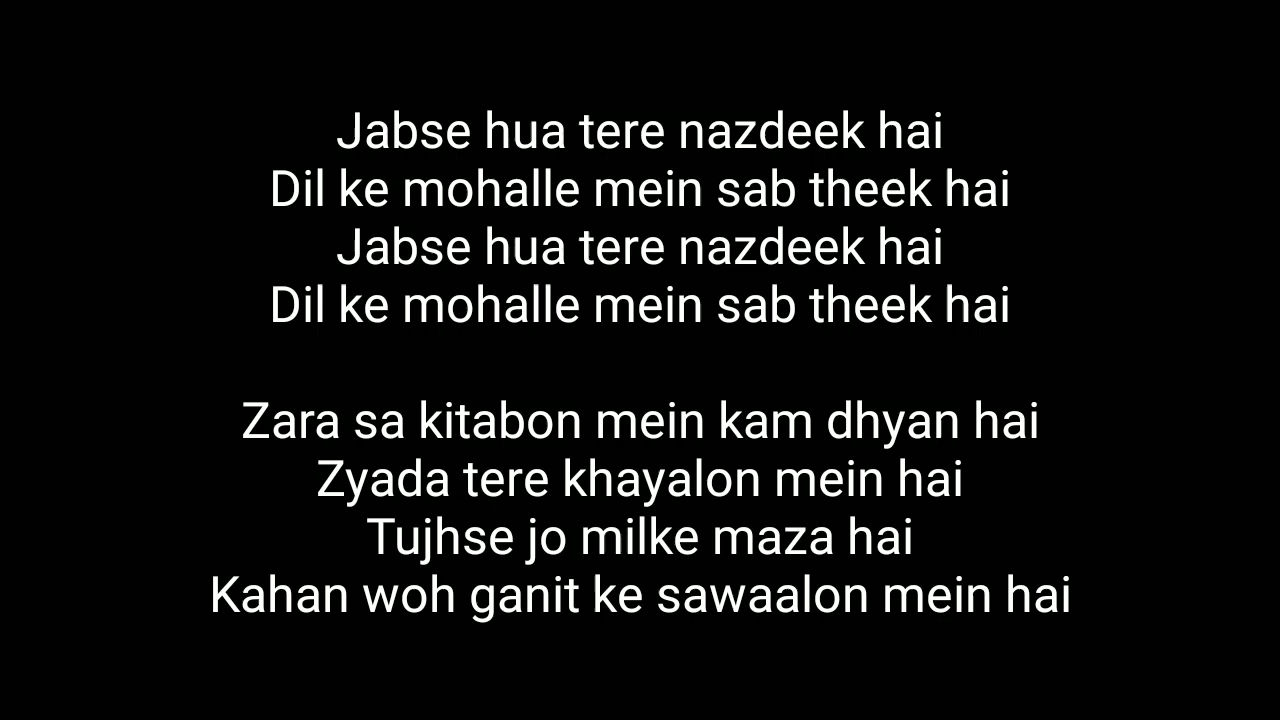 Jabse hua tere nazdeek hai
Dil ke mohalle mein sab theek hai
Jabse hua tere nazdeek hai
Dil ke mohalle mein sab theek hai
Zara sa kitabon mein kam dhyan hai
Zyada tere khayalon mein hai
Tujhse jo milke maza hai
Kahan woh ganit ke sawaalon mein hai